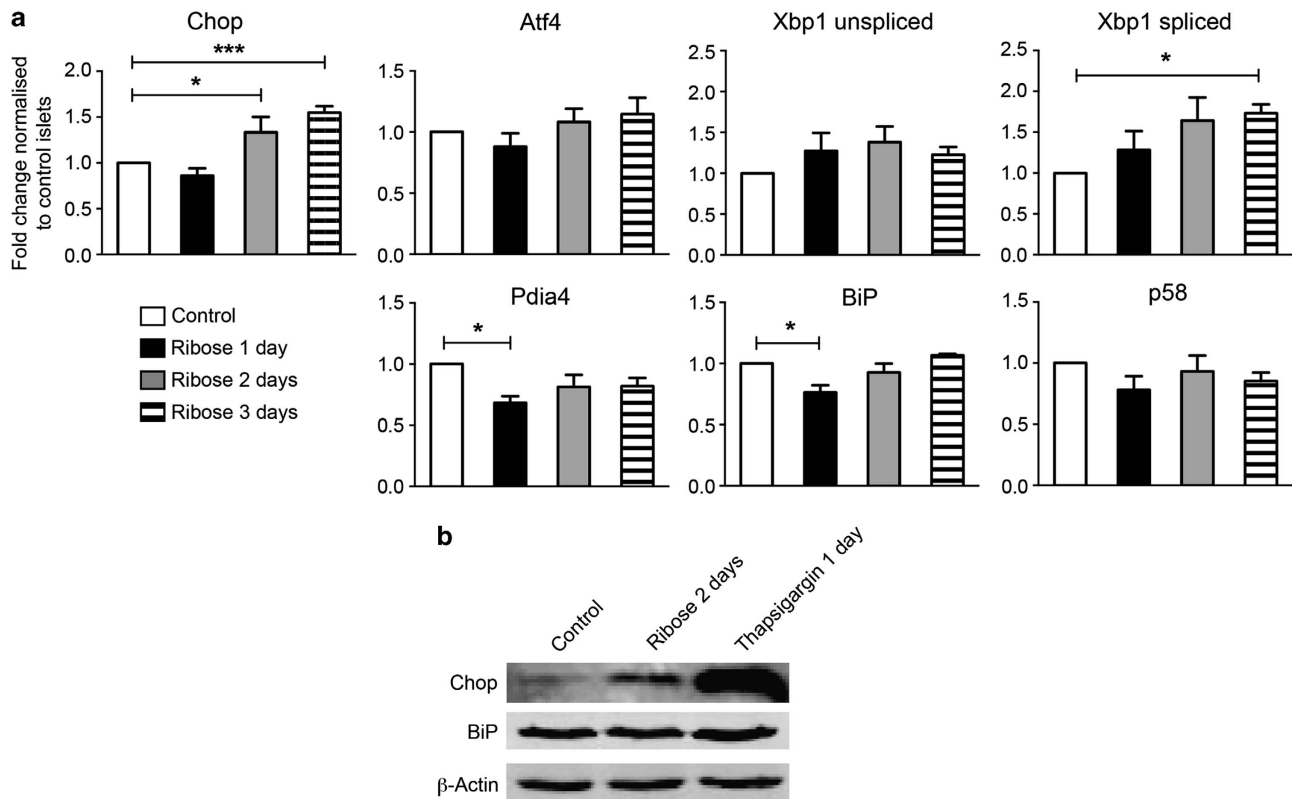 a
Chop
Atf4
Xbp1 unspliced
Xbp1 spliced
Fold change normalised
to control islets
2.0
1.5
1.0
0.5
0.0
***
*
1.5
1.0
0.5
0.0
2.5
2.0
1.5
1.0
0.5
0.0
2.5
2.0
1.5
1.0
0.5
0.0
*
Control
Ribose 1 day
Ribose 2 days
Ribose 3 days
Pdia4
1.5
1.0
0.5
0.0
*
BiP
1.5
1.0
0.5
0.0
*
p58
1.5
1.0
0.5
0.0
b
Control
Ribose 2 days
Thapsigargin 1 day
Chop
BiP
β-Actin